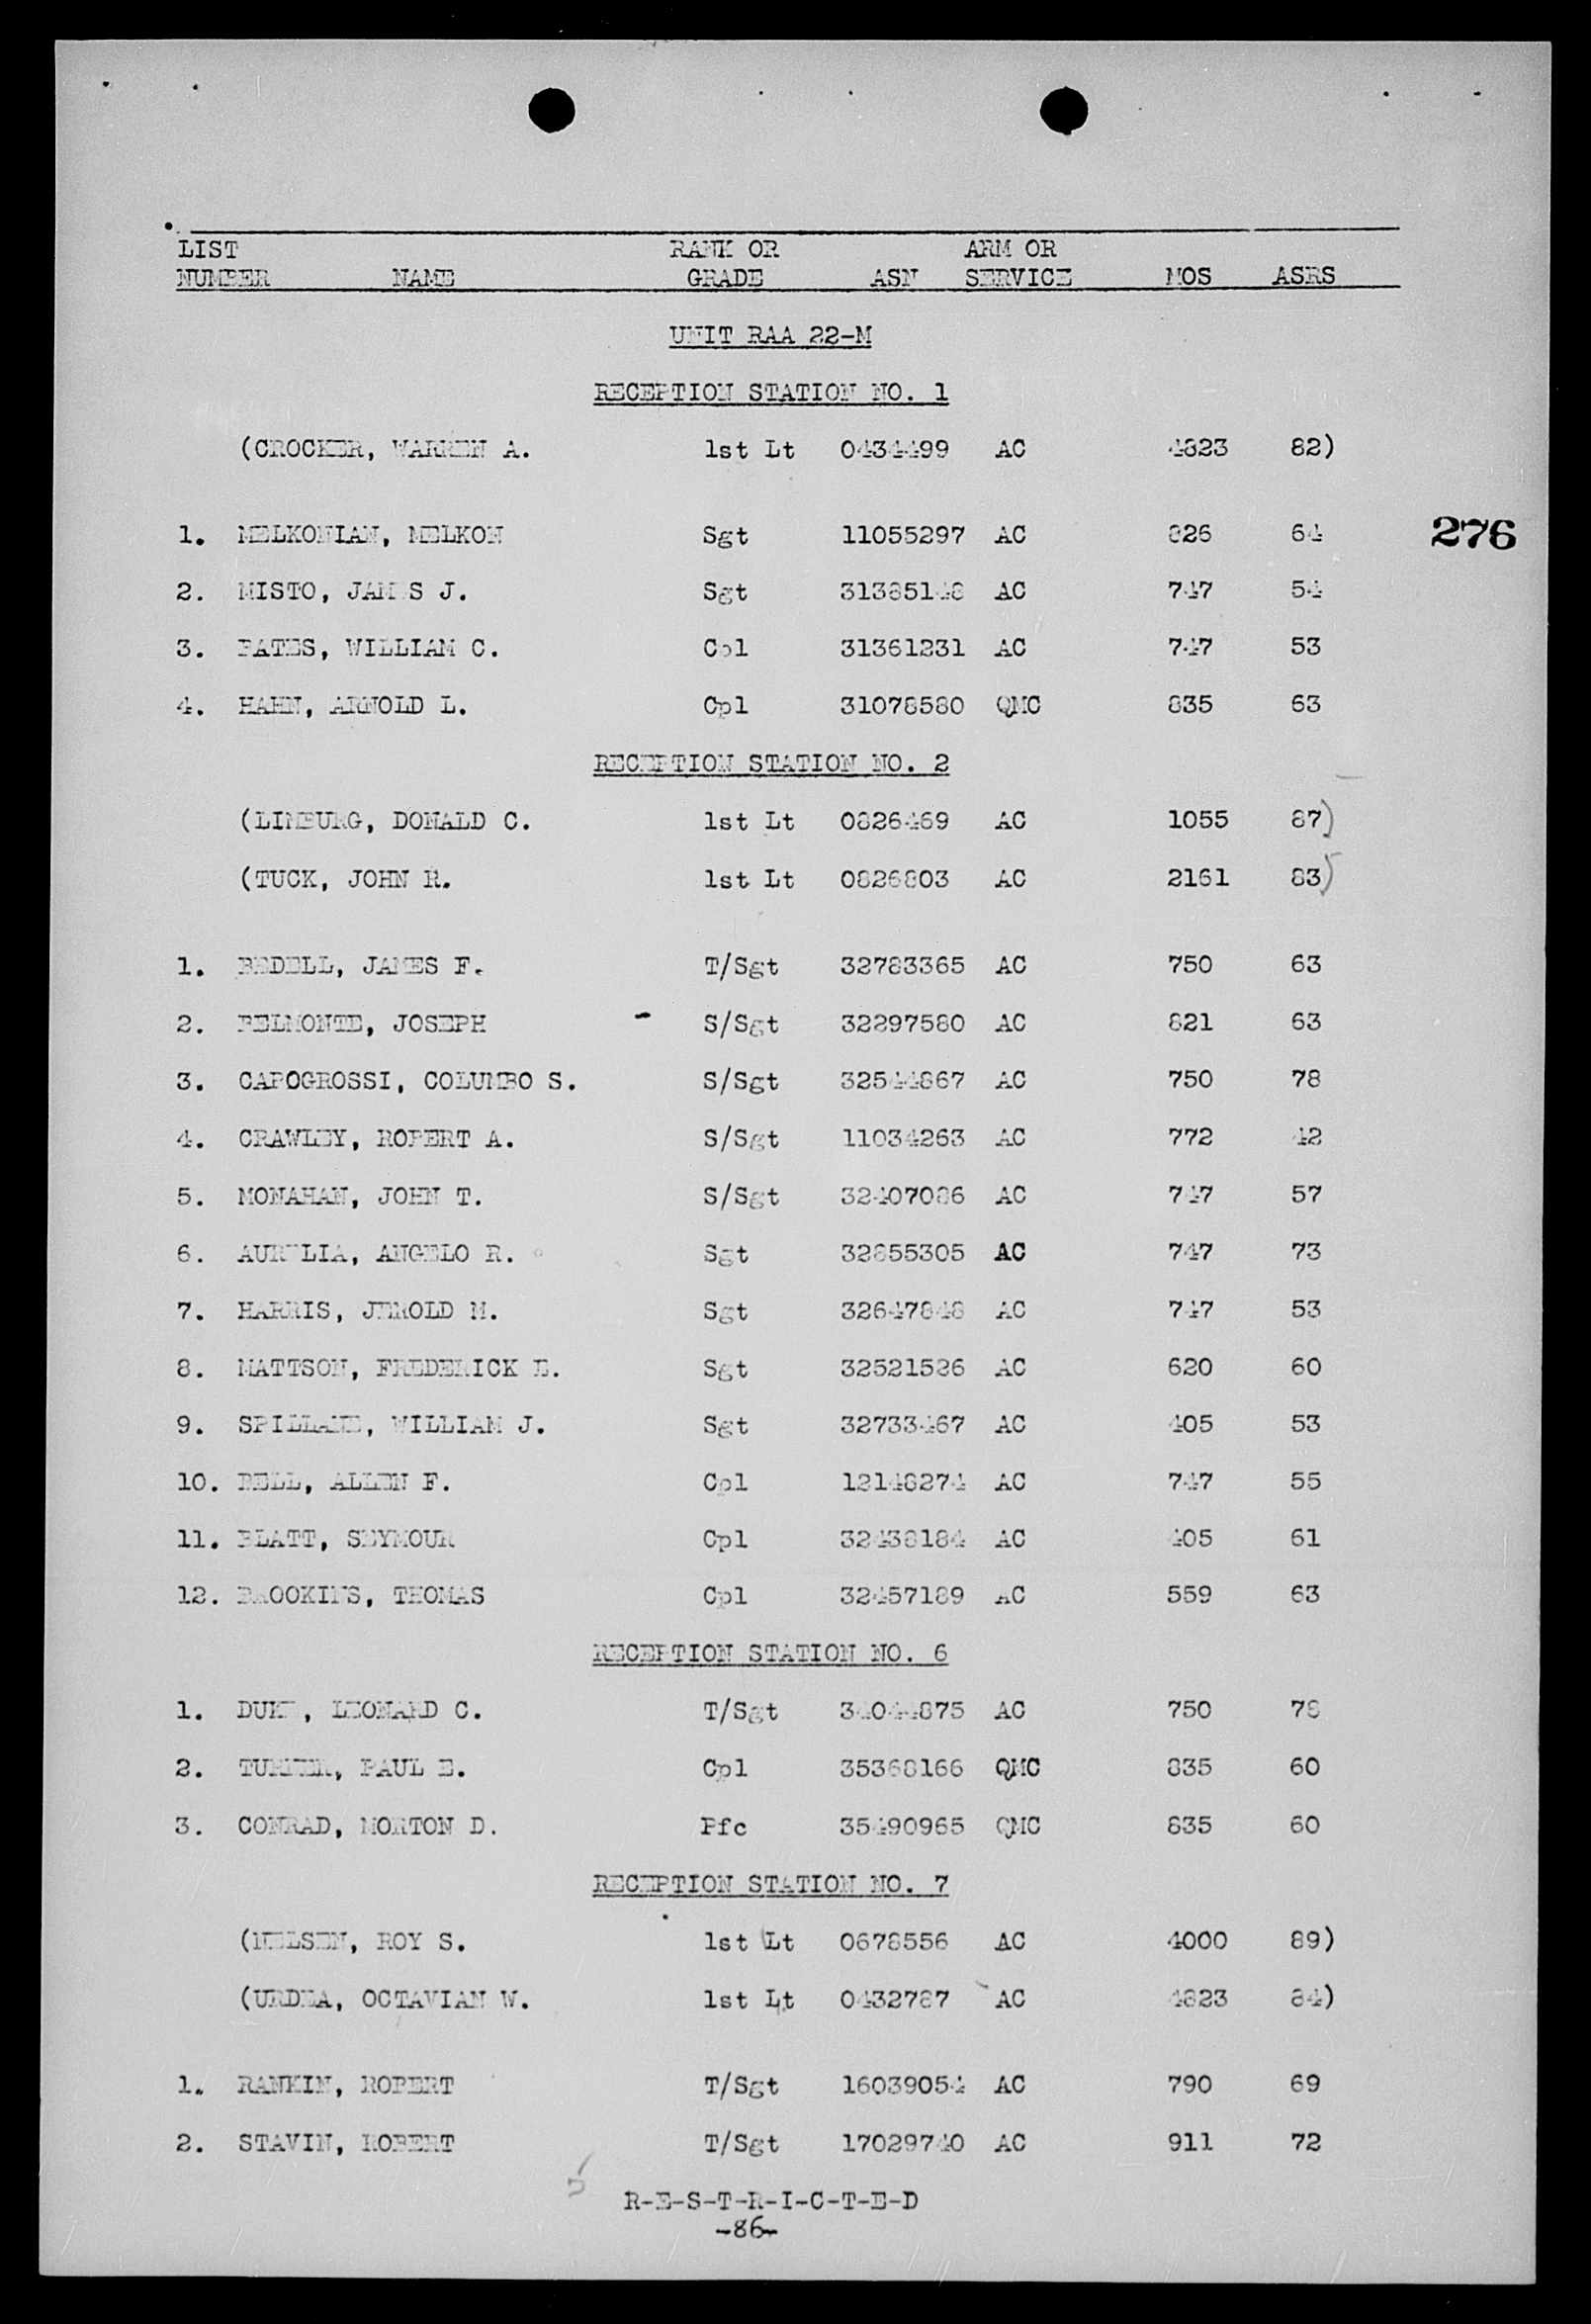 LIST RANK OR ARM OR
NUMBER NAME GRADE ASN SERVICE MOS ASRS
UNIT RAA 22-M
RECEPTION STATION NO. 1
(CROCKER, WARREN A. 1st Lt 0434499 AC 4823 82)
276
1. MELKONIAN, MELKON Sgt 11055297 AC 826 64
2. MISTO, JAMES J. Sgt 31385148 AC 747 54
3. BATES, WILLIAM C. Cpl 31361231 AC 747 53
4. HAHN, ARNOLD L. Cpl 31078580 QMC 835 63
RECEPTION STATION NO. 2
(LIMBURG, DONALD C. 1st Lt 0826469 AC 1055 87)
(TUCK, JOHN R. 1st Lt 0826803 AC 2161 83)
1. BEDELL, JAMES F. T/Sgt 32783365 AC 750 63
2. BELMONTE, JOSEPH - S/Sgt 32297580 AC 821 63
3. CAPOGROSSI, COLUMBO S. S/Sgt 32544867 AC 750 78
4. CRAWLEY, ROBERT A. S/Sgt 11034263 AC 772 42
5. MONAHAN, JOHN T. S/Sgt 32407086 AC 747 57
6. AURELIA, ANGELO R. Sgt 32855305 AC 747 73
7. HARRIS, JEROLD M. Sgt 32647848 AC 747 53
8. MATTSON, FREDERICK E. Sgt 32521526 AC 620 60
9. SPILLANE, WILLIAM J. Sgt 32733467 AC 405 53
10. BELL, ALLEN F. Cpl 12148274 AC 747 55
11. BLATT, SEYMOUR Cpl 32438184 AC 405 61
12. BROOKINS, THOMAS Cpl 32457189 AC 559 63
RECEPTION STATION NO. 6
1. DUKE, LEONARD C. T/Sgt 34044875 AC 750 78
2. TURNER, PAUL E. Cpl 35368166 QMC 835 60
3. CONRAD, MORTON D. Pfc 35490965 QMC 835 60
RECEPTION STATION NO. 7
(NELSEN, ROY S. 1st Lt 0678556 AC 4000 89)
(URDEA, OCTAVIAN W. 1st Lt 0432787 AC 4823 84)
1. RANKIN, ROBERT T/Sgt 16039054 AC 790 69
2. STAVIN, ROBERT T/Sgt 17029740 AC 911 72
R-E-S-T-R-I-C-T-E-D
-86-